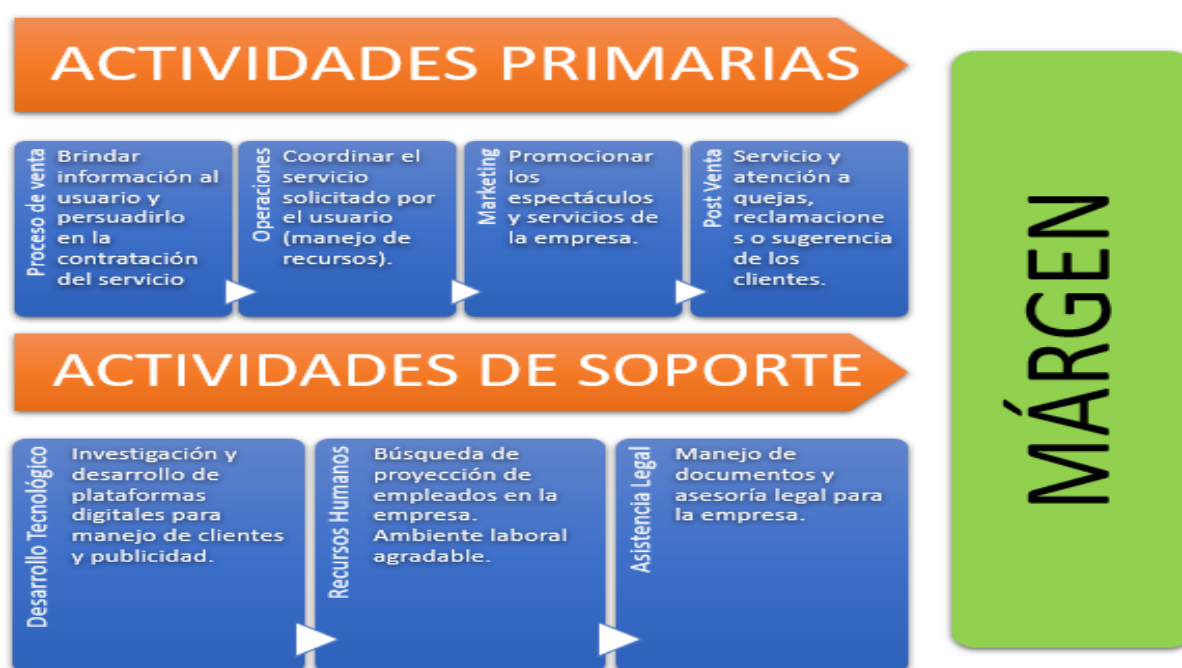 ACTIVIDADES PRIMARIAS
Proceso de venta
Brindar
información al
usuario y
persuadirlo
en la
contratación
del servicio
Operaciones
Coordinar el
servicio
solicitado por
el usuario
(manejo de
recursos).
Marketing
Promocionar
los
espectáculos
y servicios de
la empresa.
Post Venta
Servicio y
atención a
quejas,
reclamacione
s o sugerencia
de los
clientes.
ACTIVIDADES DE SOPORTE
Desarrollo Tecnológico
Investigación y
desarrollo de
plataformas
digitales para
manejo de clientes
y publicidad.
Recursos Humanos
Búsqueda de
proyección de
empleados en la
empresa.
Ambiente laboral
agradable.
Asistencia Legal
Manejo de
documentos y
asesoría legal para
la empresa.
MÁRGEN